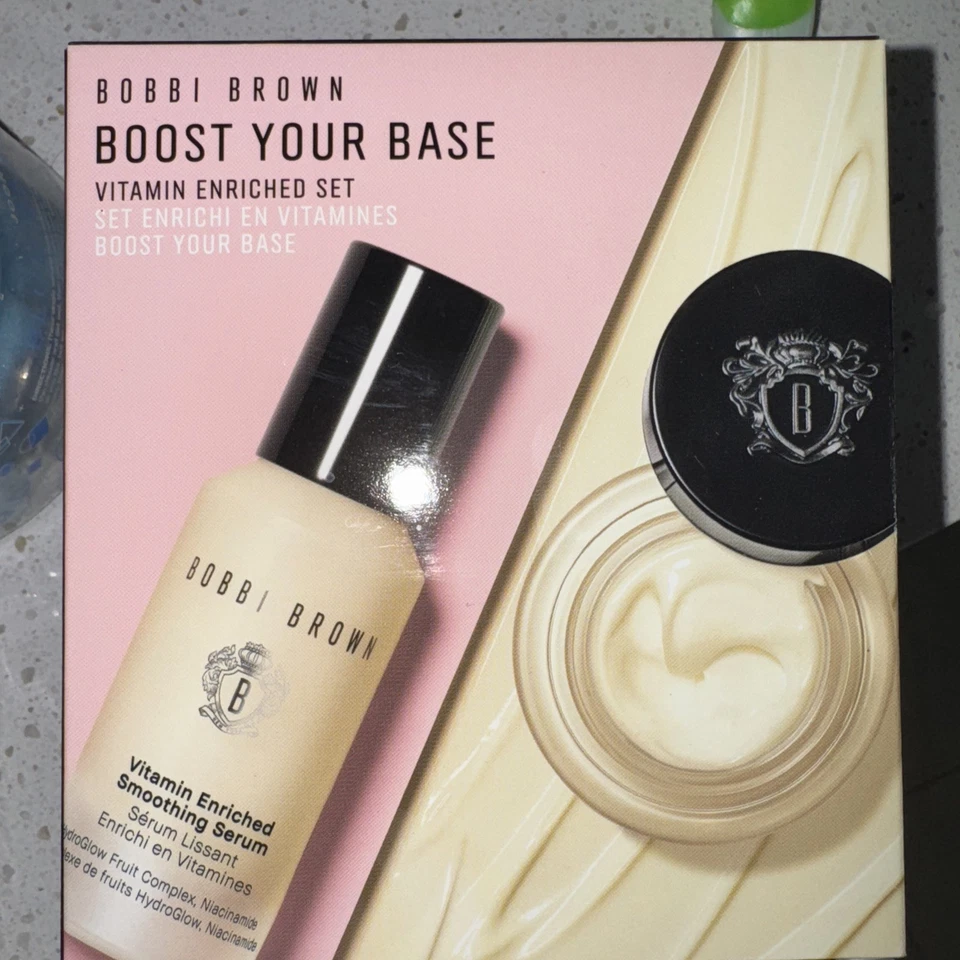 BOBBI BROWN
BOOST YOUR BASE
VITAMIN ENRICHED SET
SET ENRICHI EN VITAMINES
BOOST YOUR BASE
B
BOBBI BROWN
B
Vitamin Enriched
Smoothing Serum
Sérum Lissant
Enrichi en Vitamines
HydroGlow Fruit Complex, Niacinamide
de fruits HydroGlow, Niacinamide